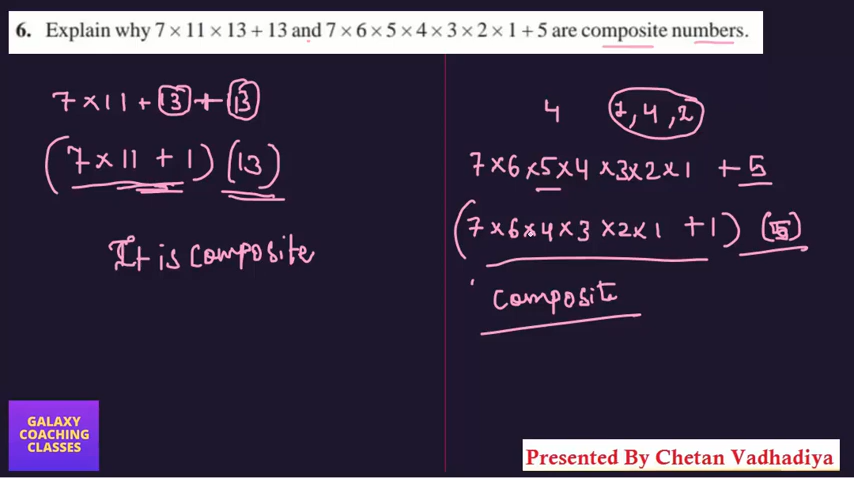 6. Explain why 7 × 11 × 13 + 13 and 7 × 6 × 5 × 4 × 3 × 2 × 1 + 5 are composite numbers.
7 × 11 + 13 + 13
(7 × 11 + 1) (13)
It is composite
4 7, 4, 2
7 × 6 × 5 × 4 × 3 × 2 × 1 + 5
(7 × 6 × 4 × 3 × 2 × 1 + 1) (5)
composite
GALAXY
COACHING
CLASSES
Presented By Chetan Vadhadiya